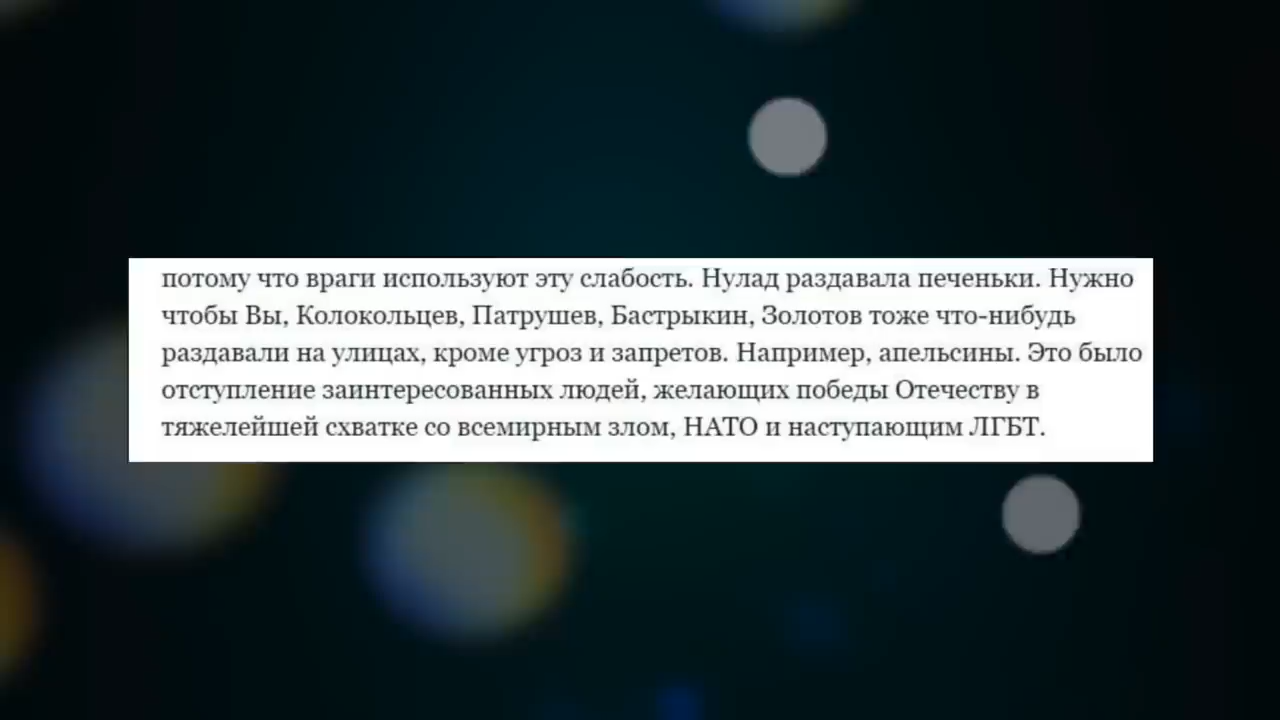 потому что враги используют эту слабость. Нулад раздавала печеньки. Нужно
чтобы Вы, Колокольцев, Патрушев, Бастрыкин, Золотов тоже что-нибудь
раздавали на улицах, кроме угроз и запретов. Например, апельсины. Это было
отступление заинтересованных людей, желающих победы Отечеству в
тяжелейшей схватке со всемирным злом, НАТО и наступающим ЛГБТ.